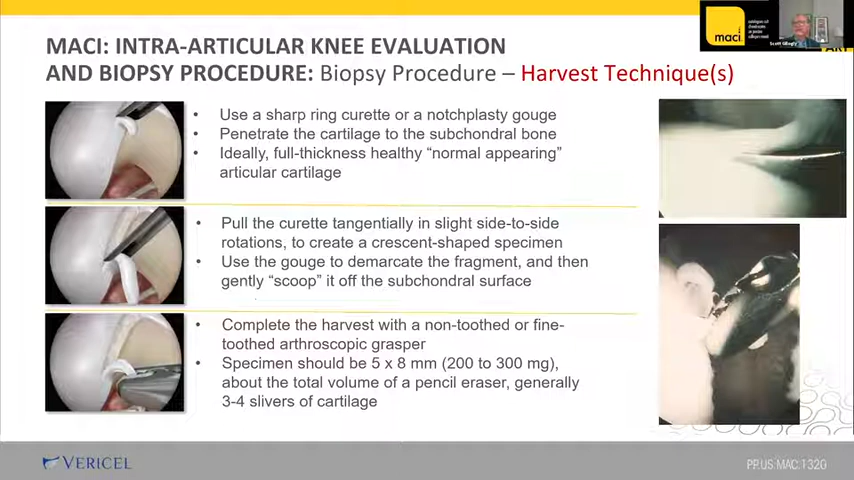 MACI: INTRA-ARTICULAR KNEE EVALUATION
AND BIOPSY PROCEDURE: Biopsy Procedure – Harvest Technique(s)
• Use a sharp ring curette or a notchplasty gouge
• Penetrate the cartilage to the subchondral bone
• Ideally, full-thickness healthy “normal appearing”
articular cartilage
• Pull the curette tangentially in slight side-to-side
rotations, to create a crescent-shaped specimen
• Use the gouge to demarcate the fragment, and then
gently “scoop” it off the subchondral surface
• Complete the harvest with a non-toothed or fine-
toothed arthroscopic grasper
• Specimen should be 5 x 8 mm (200 to 300 mg),
about the total volume of a pencil eraser, generally
3-4 slivers of cartilage
maci
VERICEL
PP.US.MAC.1320